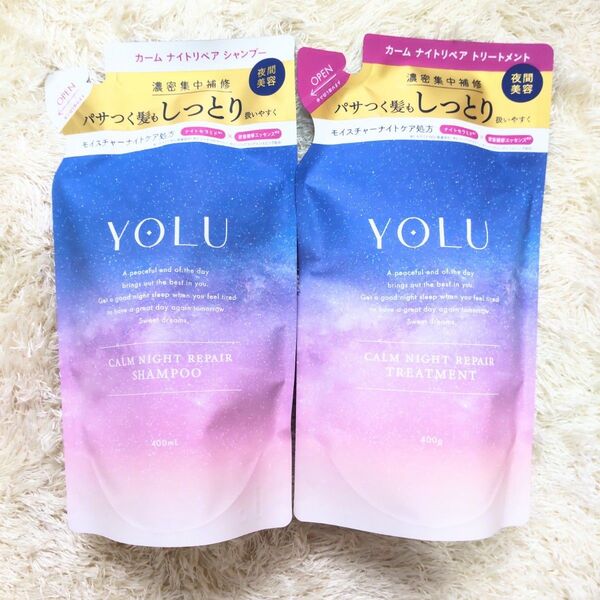 カーム ナイトリペア シャンプー
OPEN
濃密集中補修
夜間
美容
パサつく髪もしっとり扱いやすく
モイスチャーナイトケア処方
YOLU
A peaceful end of the day
brings out the best in you.
Get a good night sleep when you feel tired
to have a great day again tomorrow
Sweet dreams.
CALM NIGHT REPAIR
SHAMPOO
400mL
カーム ナイトリペア トリートメント
OPEN
濃密集中補修
夜間
美容
パサつく髪もしっとり扱いやすく
モイスチャーナイトケア処方
YOLU
A peaceful end of the day
brings out the best in you.
Get a good night sleep when you feel tired
to have a great day again tomorrow
Sweet dreams.
CALM NIGHT REPAIR
TREATMENT
400g